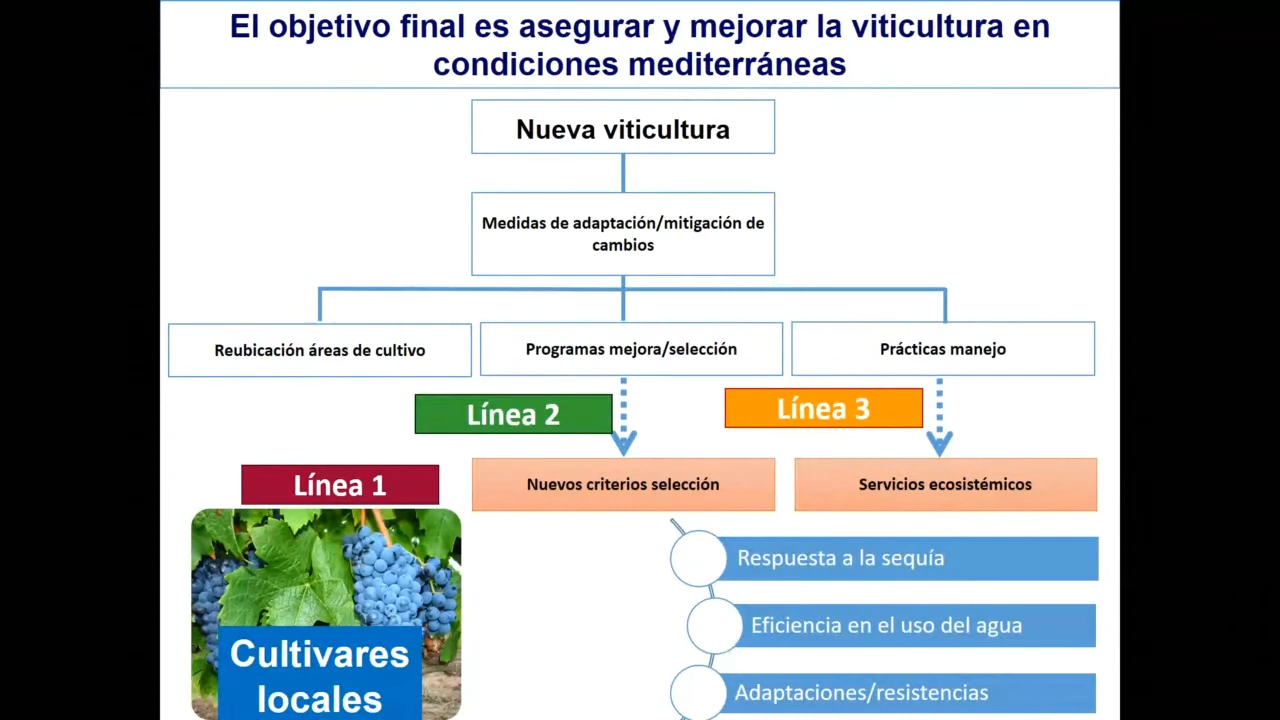 El objetivo final es asegurar y mejorar la viticultura en
condiciones mediterráneas
Nueva viticultura
Medidas de adaptación/mitigación de
cambios
Reubicación áreas de cultivo
Programas mejora/selección
Prácticas manejo
Línea 2
Línea 3
Línea 1
Nuevos criterios selección
Servicios ecosistémicos
Respuesta a la sequía
Eficiencia en el uso del agua
Adaptaciones/resistencias
Cultivares
locales